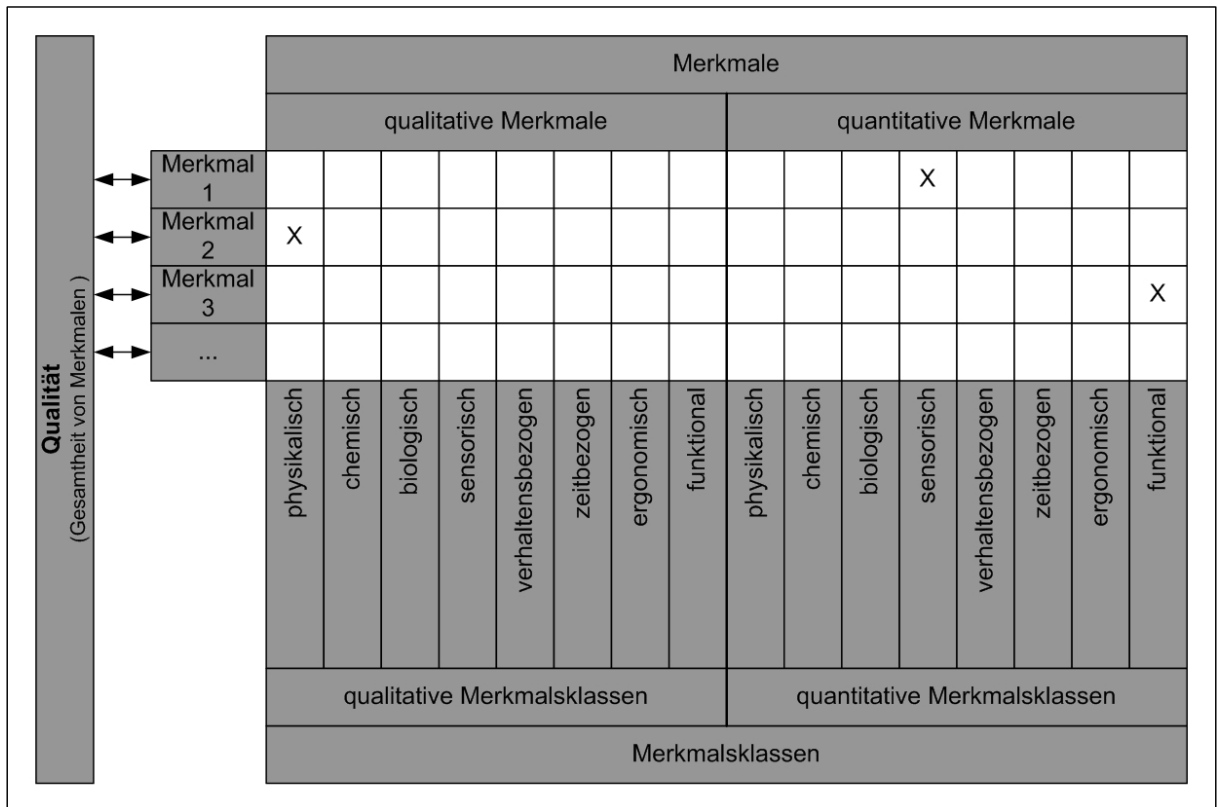 Merkmale
qualitative Merkmale
quantitative Merkmale
Merkmal
1
X
Merkmal
2
X
Merkmal
3
X
...
Qualität
(Gesamtheit von Merkmalen )
physikalisch
chemisch
biologisch
sensorisch
verhaltensbezogen
zeitbezogen
ergonomisch
funktional
physikalisch
chemisch
biologisch
sensorisch
verhaltensbezogen
zeitbezogen
ergonomisch
funktional
qualitative Merkmalsklassen
quantitative Merkmalsklassen
Merkmalsklassen